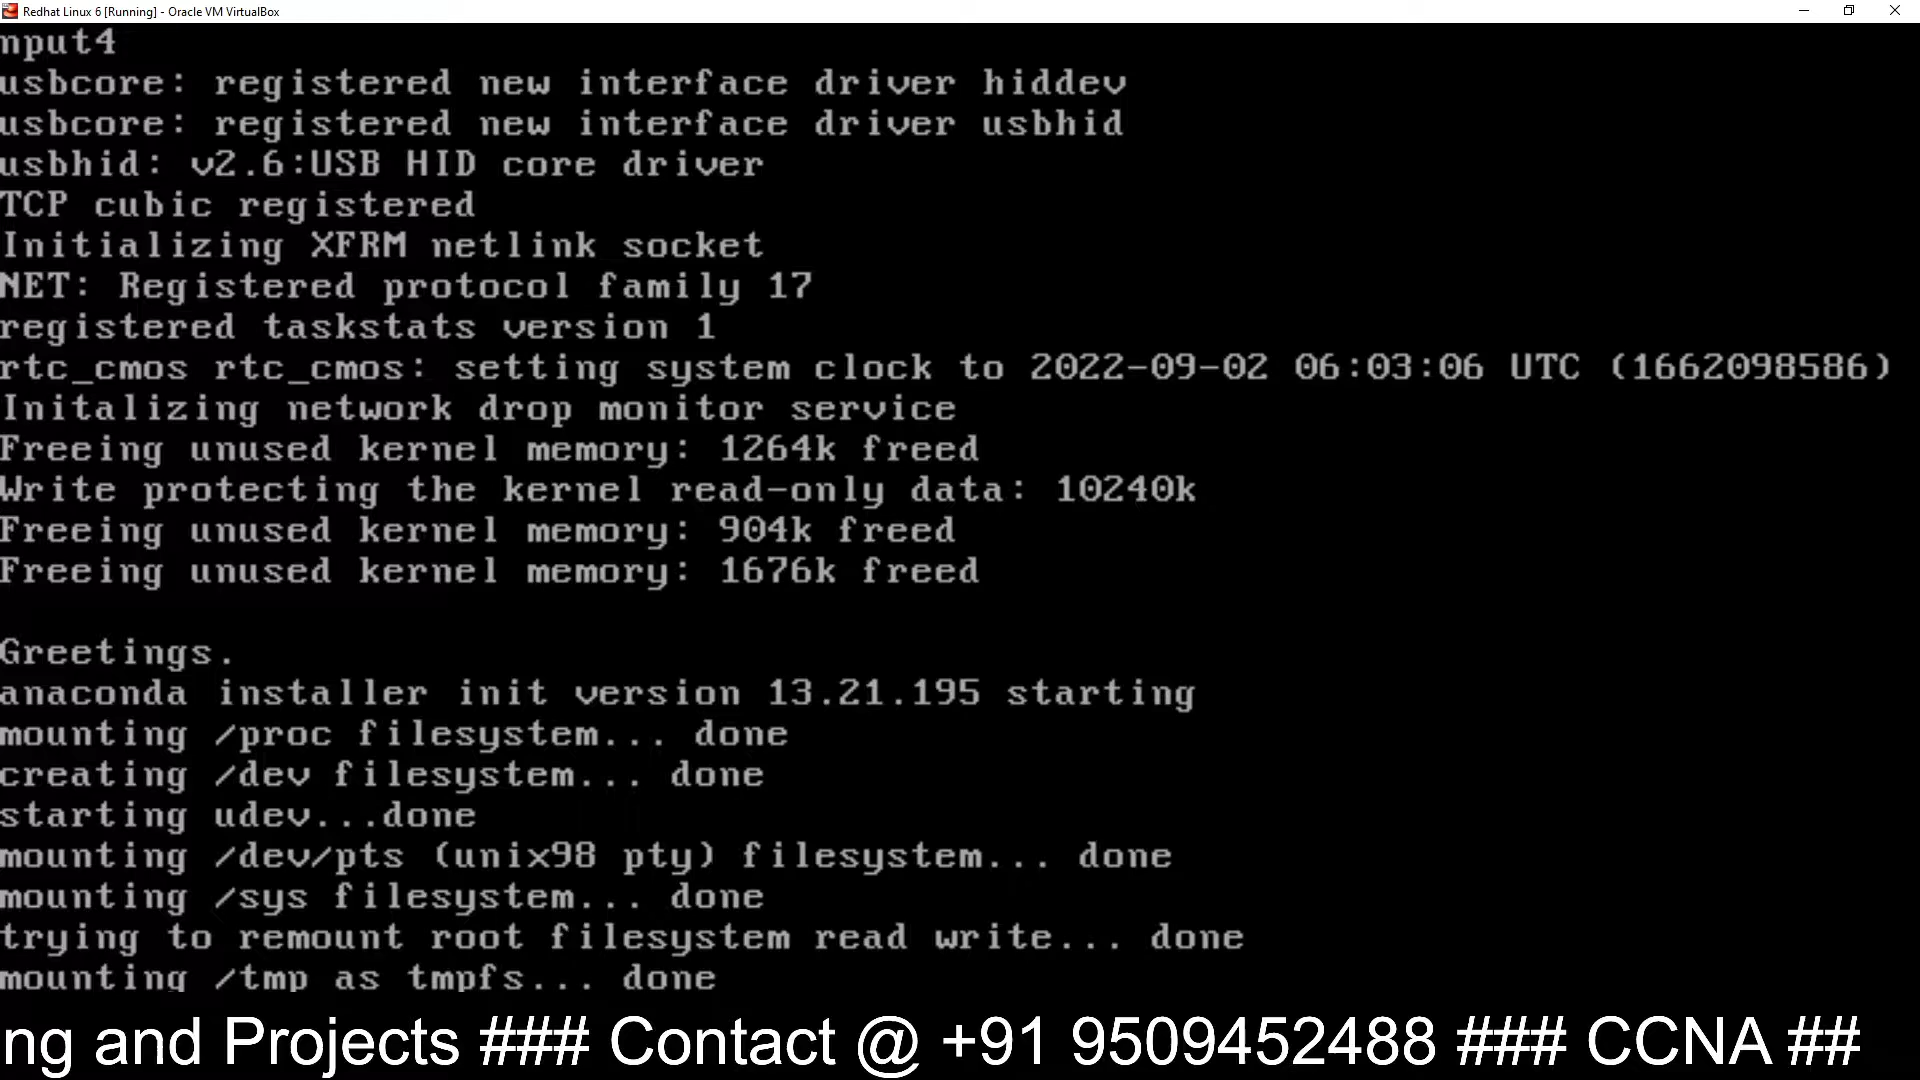 Redhat Linux 6 [Running] - Oracle VM VirtualBox
nput4
usbcore: registered new interface driver hiddev
usbcore: registered new interface driver usbhid
usbhid: v2.6:USB HID core driver
TCP cubic registered
Initializing XFRM netlink socket
NET: Registered protocol family 17
registered taskstats version 1
rtc_cmos rtc_cmos: setting system clock to 2022-09-02 06:03:06 UTC (1662098586)
Initalizing network drop monitor service
Freeing unused kernel memory: 1264k freed
Write protecting the kernel read-only data: 10240k
Freeing unused kernel memory: 904k freed
Freeing unused kernel memory: 1676k freed
Greetings.
anaconda installer init version 13.21.195 starting
mounting /proc filesystem... done
creating /dev filesystem... done
starting udev...done
mounting /dev/pts (unix98 pty) filesystem... done
mounting /sys filesystem... done
trying to remount root filesystem read write... done
mounting /tmp as tmpfs... done
ng and Projects ### Contact @ +91 9509452488 ### CCNA ##